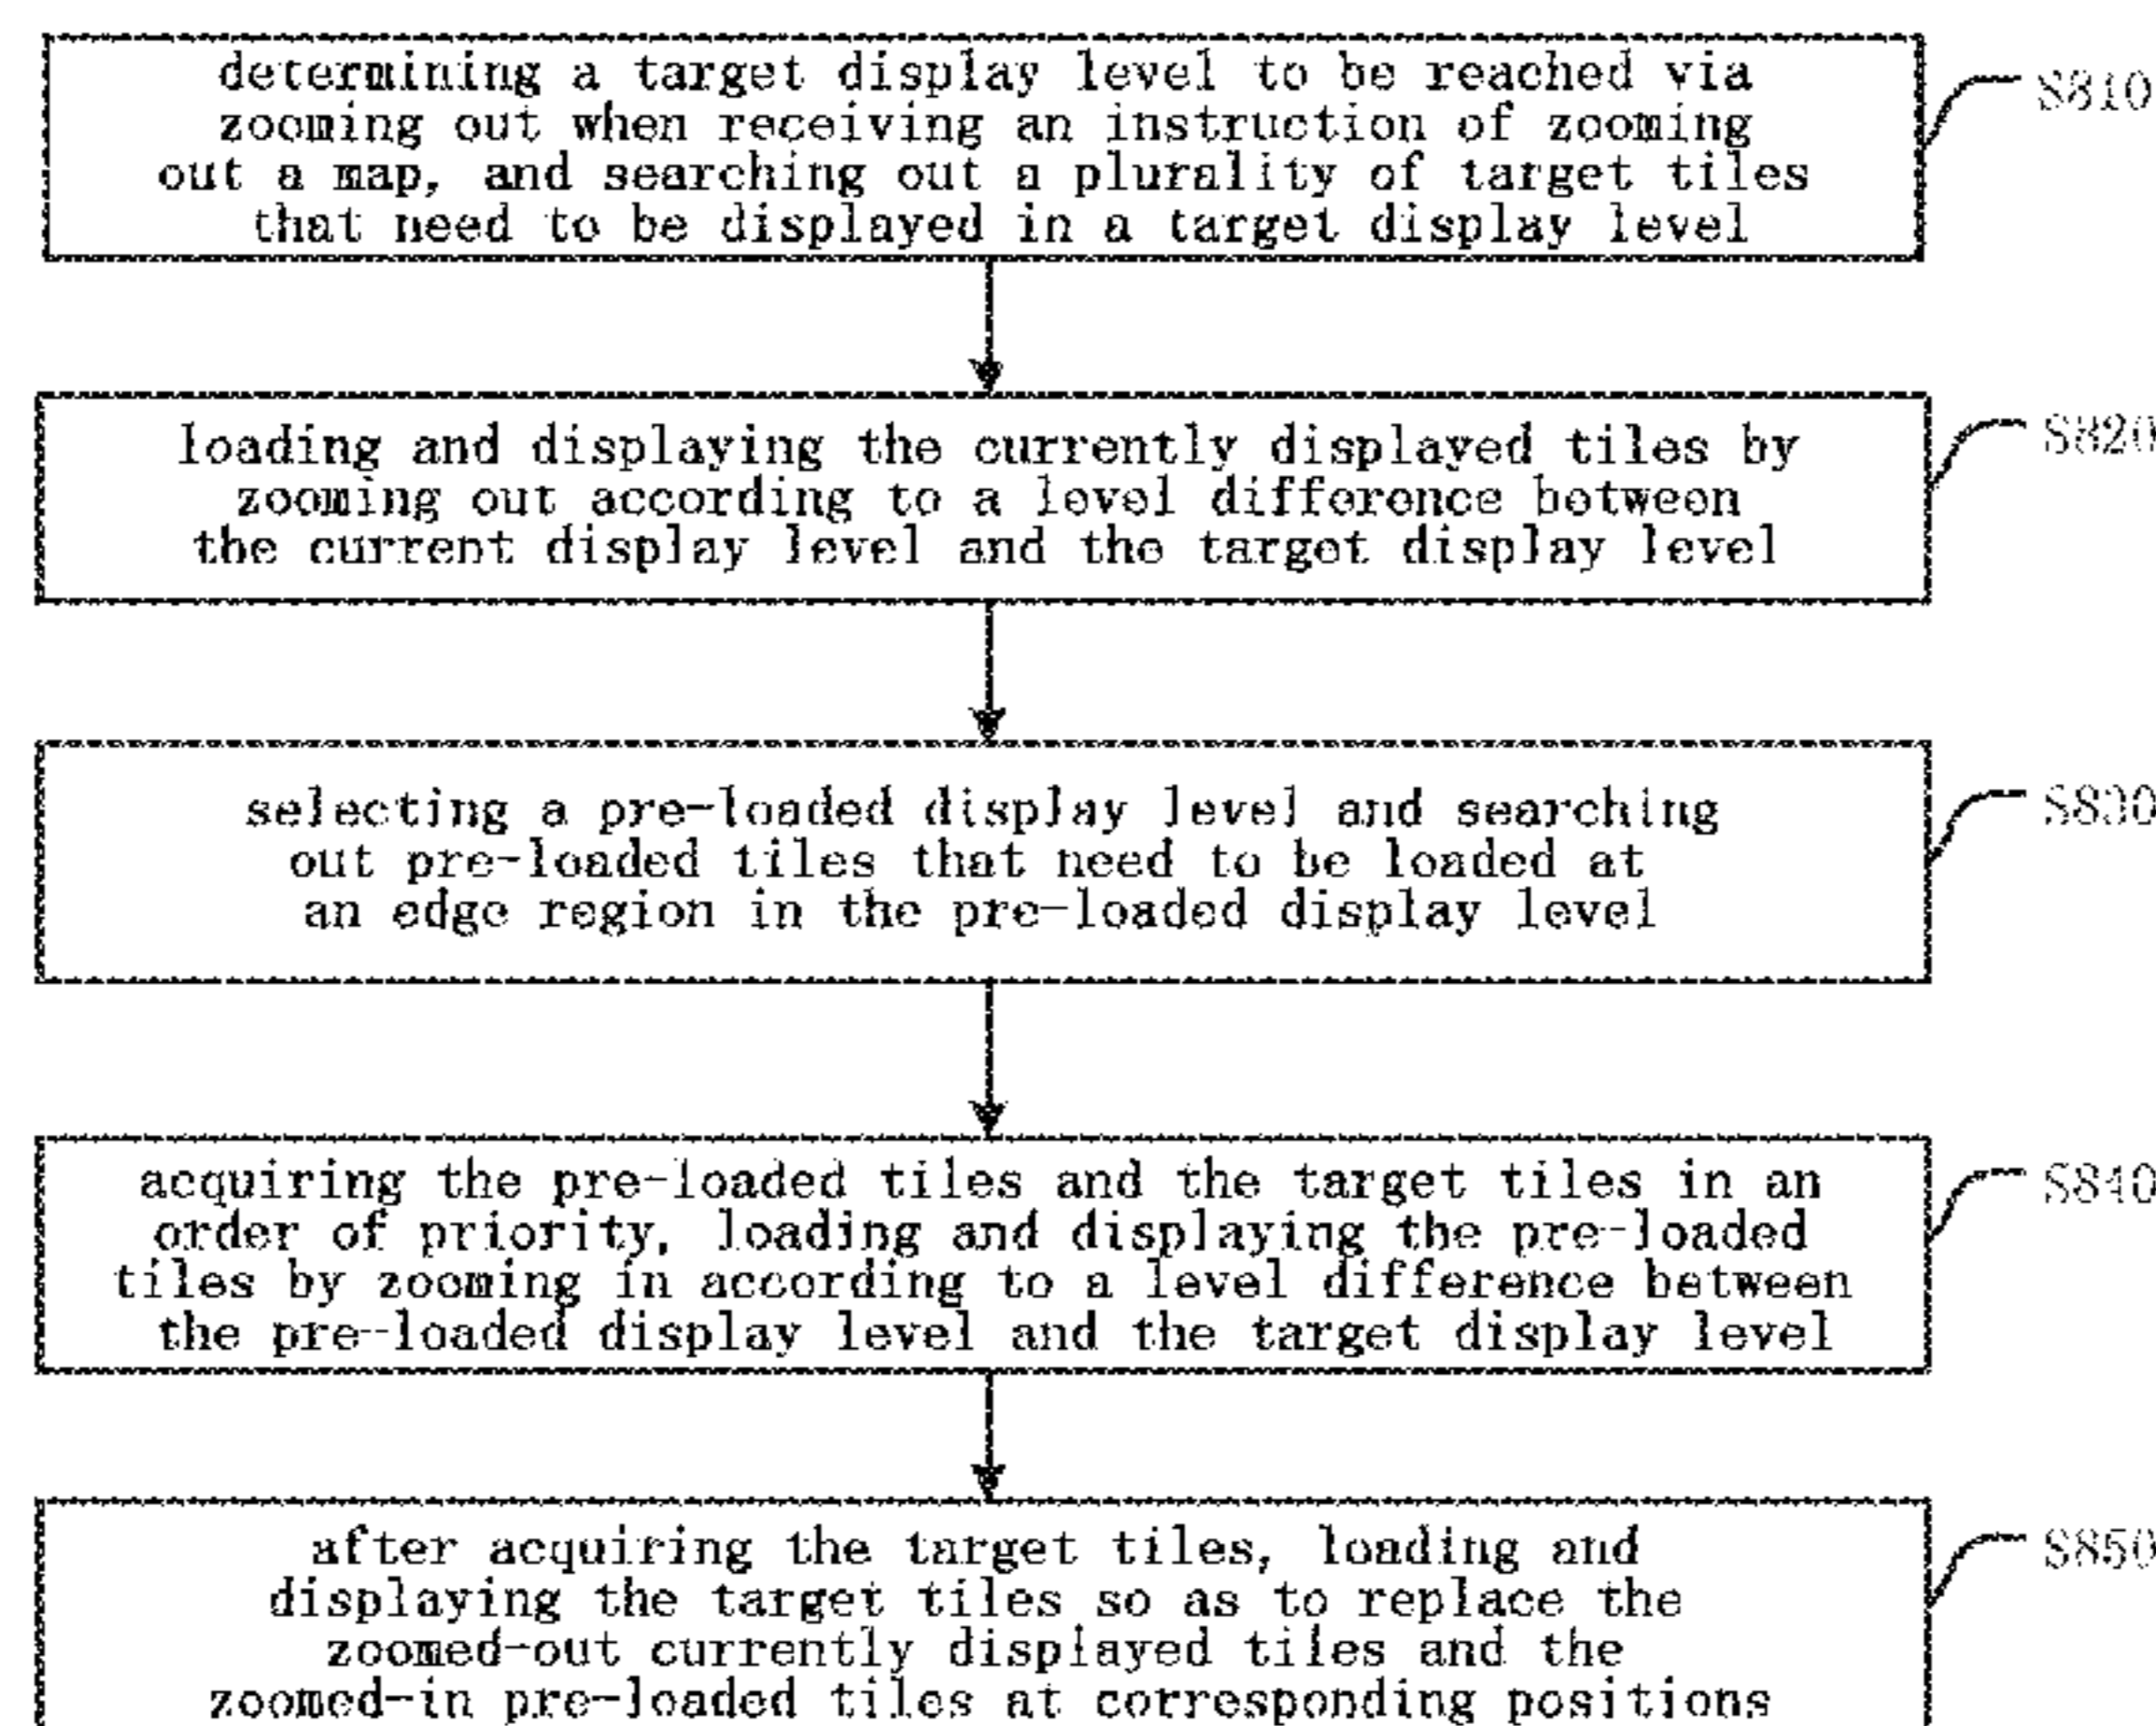 determining a target display level to be reached via
zooming out when receiving an instruction of zooming
out a map, and searching out a plurality of target tiles
that need to be displayed in a target display level
S810
loading and displaying the currently displayed tiles by
zooming out according to a level difference between
the current display level and the target display level
S820
selecting a pre-loaded display level and searching
out pre-loaded tiles that need to be loaded at
an edge region in the pre-loaded display level
S830
acquiring the pre-loaded tiles and the target tiles in an
order of priority, loading and displaying the pre-loaded
tiles by zooming in according to a level difference between
the pre-loaded display level and the target display level
S840
after acquiring the target tiles, loading and
displaying the target tiles so as to replace the
zoomed-out currently displayed tiles and the
zoomed-in pre-loaded tiles at corresponding positions
S850